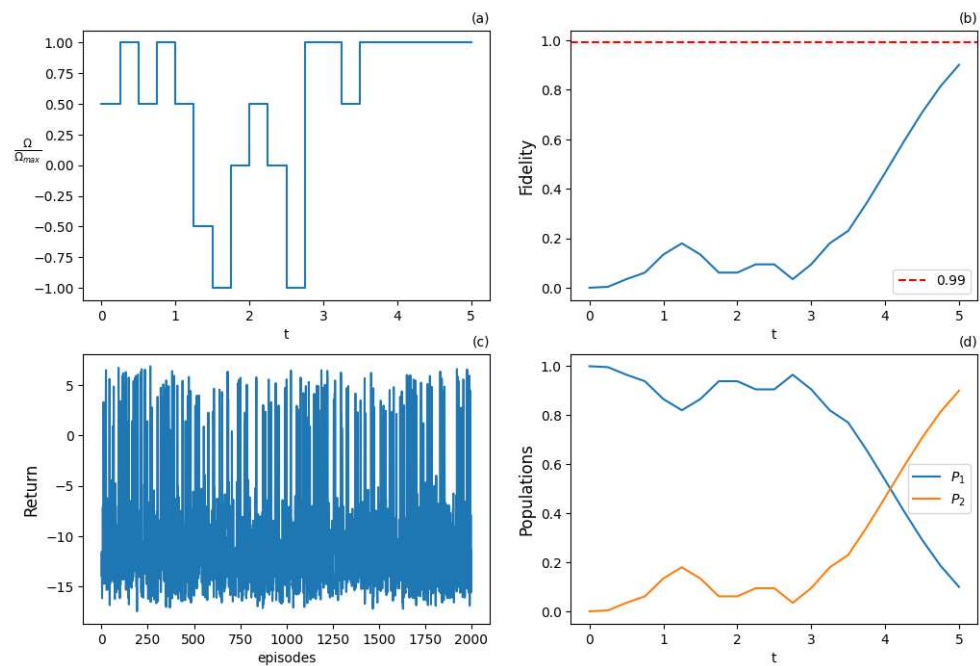 (a)
1.00
0.75
0.50
0.25
0.00
−0.25
−0.50
−0.75
−1.00
Ω
Ωmax
0 1 2 3 4 5
t
(b)
1.0
0.8
0.6
0.4
0.2
0.0
Fidelity
0.99
0 1 2 3 4 5
t
(c)
5
0
−5
−10
−15
Return
0 250 500 750 1000 1250 1500 1750 2000
episodes
(d)
1.0
0.8
0.6
0.4
0.2
0.0
Populations
P1
P2
0 1 2 3 4 5
t